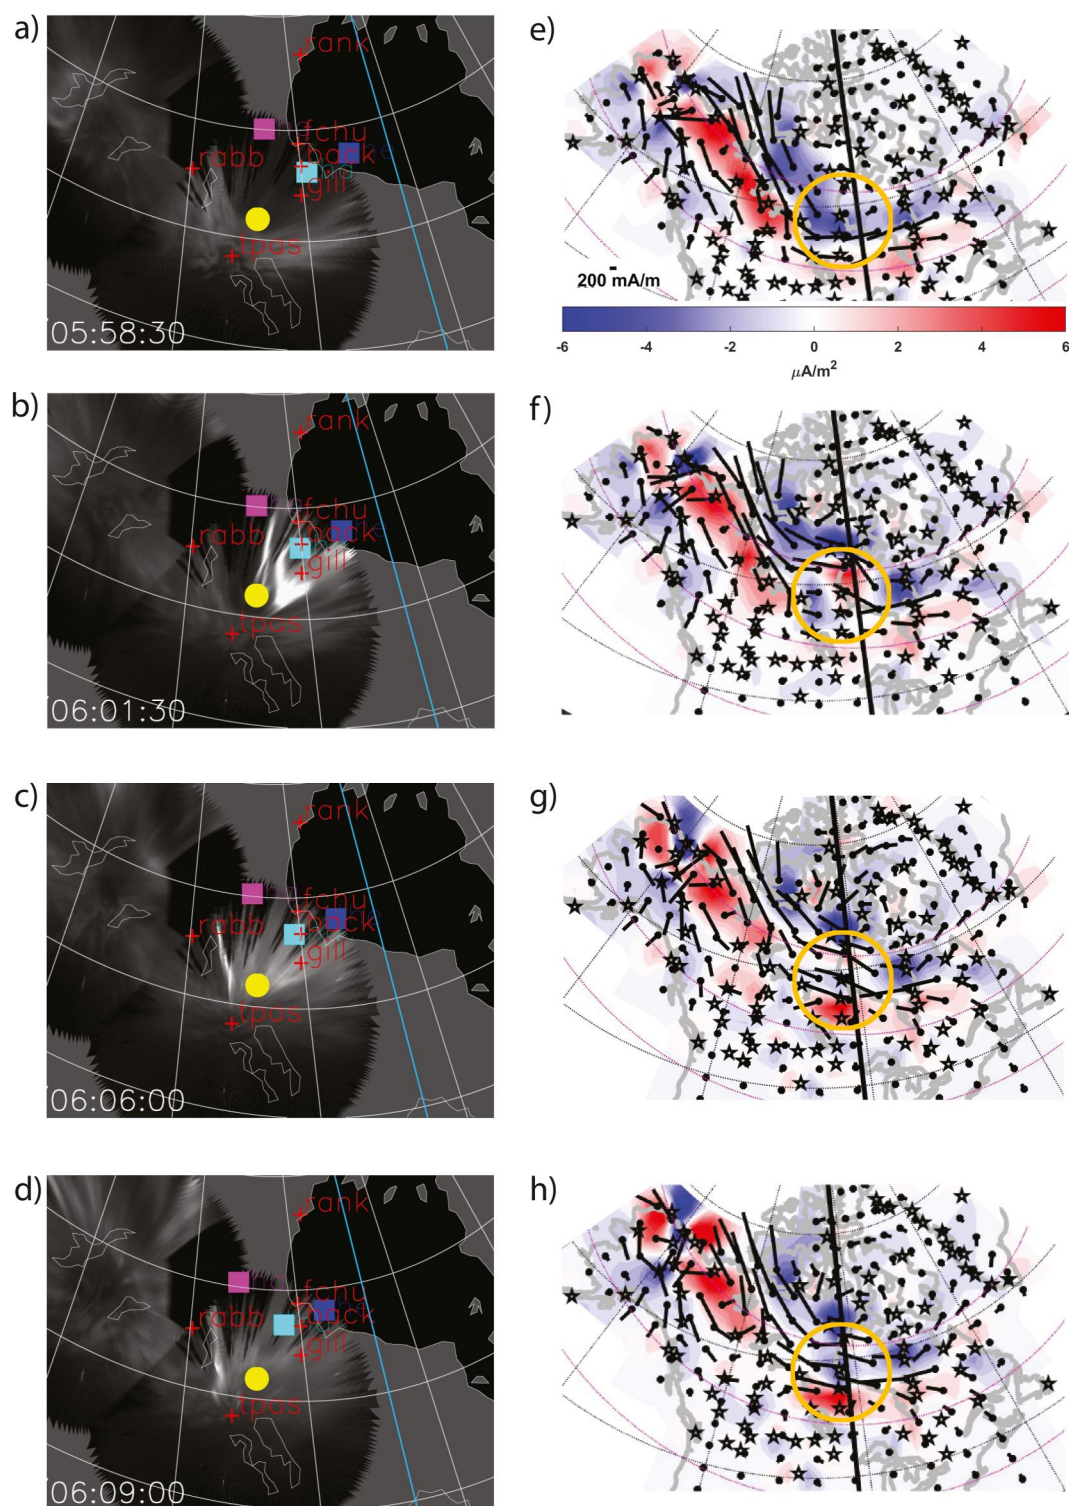 a)
rank
fchu
rabb
back
gill
tpas
05:58:30
e)
200 mA/m
-6 -4 -2 0 2 4 6
μA/m²
b)
rank
fchu
rabb
back
gill
tpas
06:01:30
f)
c)
rank
fchu
rabb
back
gill
tpas
06:06:00
g)
d)
rank
fchu
rabb
back
gill
tpas
06:09:00
h)